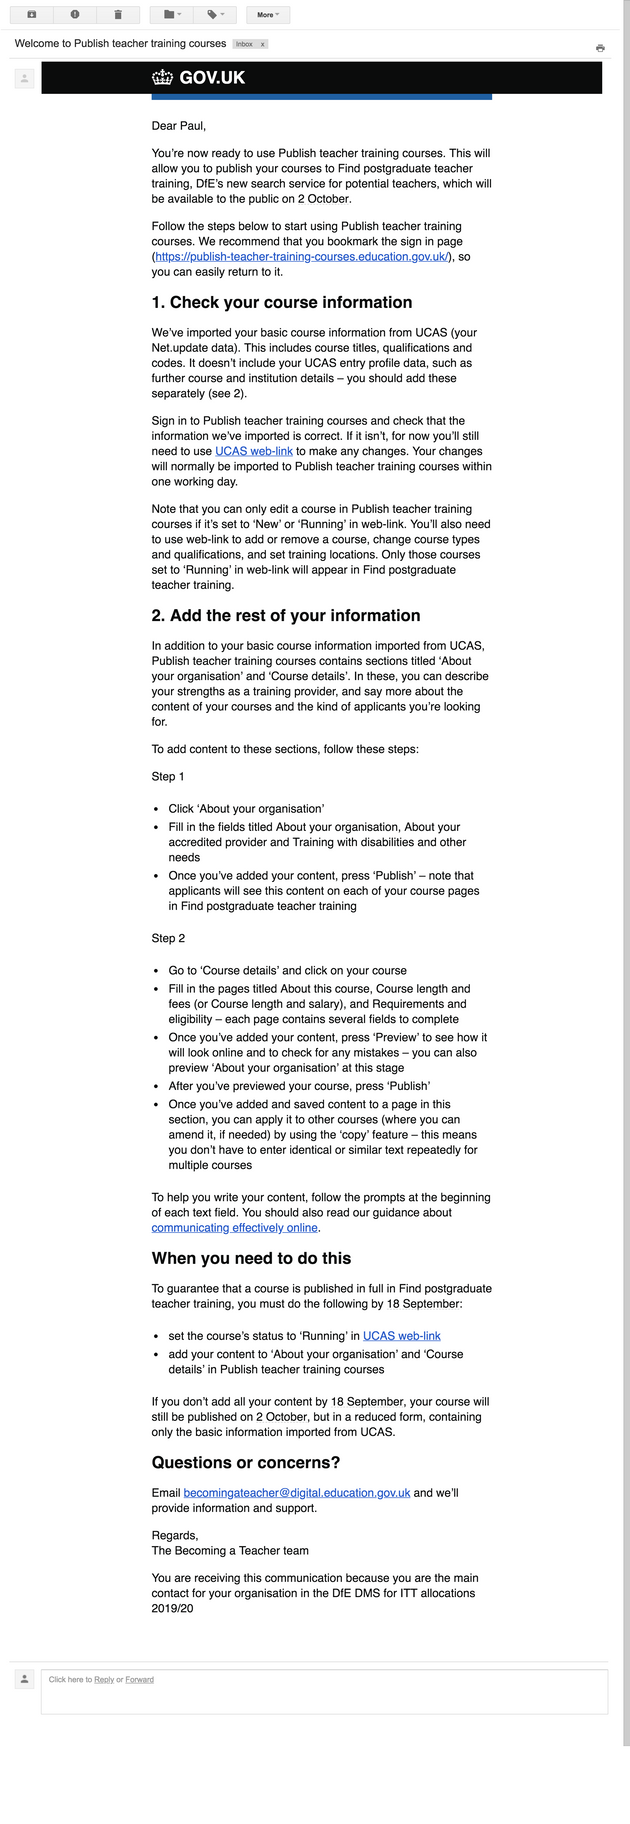 More
Welcome to Publish teacher training courses Inbox x
GOV.UK
Dear Paul,
You’re now ready to use Publish teacher training courses. This will
allow you to publish your courses to Find postgraduate teacher
training, DfE’s new search service for potential teachers, which will
be available to the public on 2 October.
Follow the steps below to start using Publish teacher training
courses. We recommend that you bookmark the sign in page
(https://publish-teacher-training-courses.education.gov.uk/), so
you can easily return to it.
1. Check your course information
We’ve imported your basic course information from UCAS (your
Net.update data). This includes course titles, qualifications and
codes. It doesn’t include your UCAS entry profile data, such as
further course and institution details – you should add these
separately (see 2).
Sign in to Publish teacher training courses and check that the
information we’ve imported is correct. If it isn’t, for now you’ll still
need to use UCAS web-link to make any changes. Your changes
will normally be imported to Publish teacher training courses within
one working day.
Note that you can only edit a course in Publish teacher training
courses if it’s set to ‘New’ or ‘Running’ in web-link. You’ll also need
to use web-link to add or remove a course, change course types
and qualifications, and set training locations. Only those courses
set to ‘Running’ in web-link will appear in Find postgraduate
teacher training.
2. Add the rest of your information
In addition to your basic course information imported from UCAS,
Publish teacher training courses contains sections titled ‘About
your organisation’ and ‘Course details’. In these, you can describe
your strengths as a training provider, and say more about the
content of your courses and the kind of applicants you’re looking
for.
To add content to these sections, follow these steps:
Step 1
• Click ‘About your organisation’
• Fill in the fields titled About your organisation, About your
accredited provider and Training with disabilities and other
needs
• Once you’ve added your content, press ‘Publish’ – note that
applicants will see this content on each of your course pages
in Find postgraduate teacher training
Step 2
• Go to ‘Course details’ and click on your course
• Fill in the pages titled About this course, Course length and
fees (or Course length and salary), and Requirements and
eligibility – each page contains several fields to complete
• Once you’ve added your content, press ‘Preview’ to see how it
will look online and to check for any mistakes – you can also
preview ‘About your organisation’ at this stage
• After you’ve previewed your course, press ‘Publish’
• Once you’ve added and saved content to a page in this
section, you can apply it to other courses (where you can
amend it, if needed) by using the ‘copy’ feature – this means
you don’t have to enter identical or similar text repeatedly for
multiple courses
To help you write your content, follow the prompts at the beginning
of each text field. You should also read our guidance about
communicating effectively online.
When you need to do this
To guarantee that a course is published in full in Find postgraduate
teacher training, you must do the following by 18 September:
• set the course’s status to ‘Running’ in UCAS web-link
• add your content to ‘About your organisation’ and ‘Course
details’ in Publish teacher training courses
If you don’t add all your content by 18 September, your course will
still be published on 2 October, but in a reduced form, containing
only the basic information imported from UCAS.
Questions or concerns?
Email becomingateacher@digital.education.gov.uk and we’ll
provide information and support.
Regards,
The Becoming a Teacher team
You are receiving this communication because you are the main
contact for your organisation in the DfE DMS for ITT allocations
2019/20
Click here to Reply or Forward